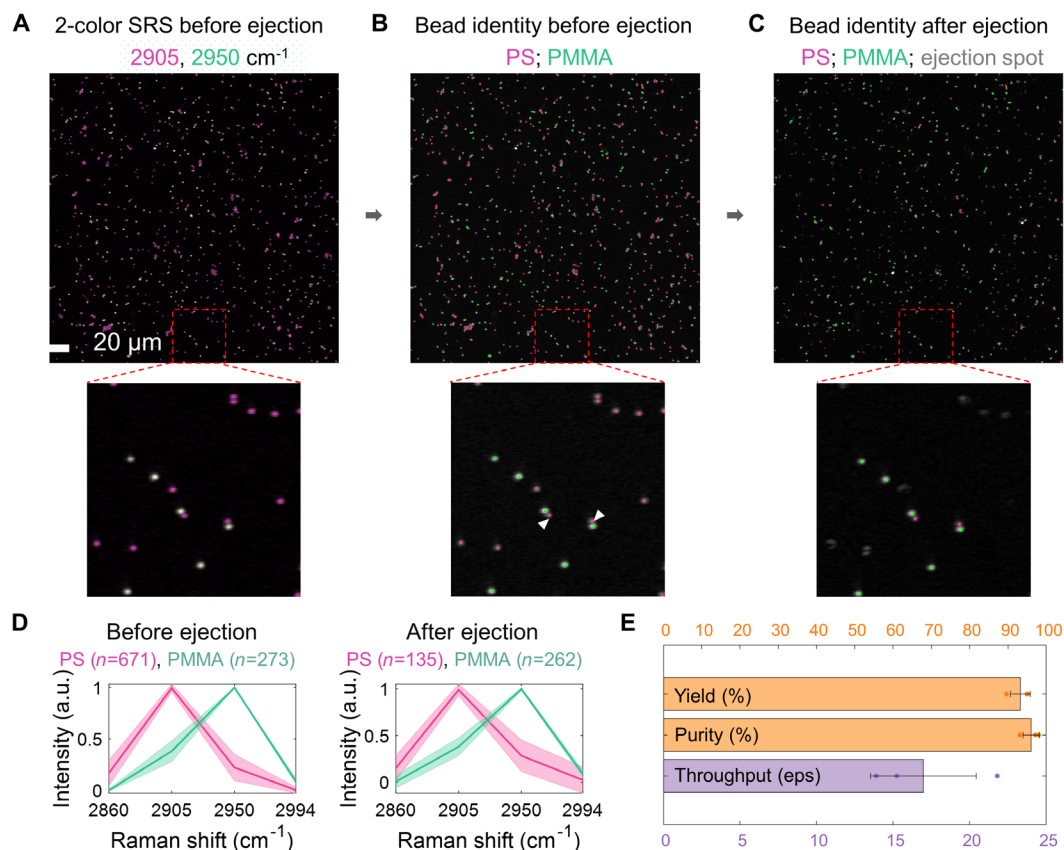 A 2-color SRS before ejection
2905, 2950 cm⁻¹
B Bead identity before ejection
PS; PMMA
C Bead identity after ejection
PS; PMMA; ejection spot
20 µm
D
Before ejection
PS (n=671), PMMA (n=273)
Intensity (a.u.)
1
0.5
0
2860 2905 2950 2994
Raman shift (cm⁻¹)
After ejection
PS (n=135), PMMA (n=262)
Intensity (a.u.)
1
0.5
0
2860 2905 2950 2994
Raman shift (cm⁻¹)
E
0 10 20 30 40 50 60 70 80 90 100
Yield (%)
Purity (%)
Throughput (eps)
0 5 10 15 20 25